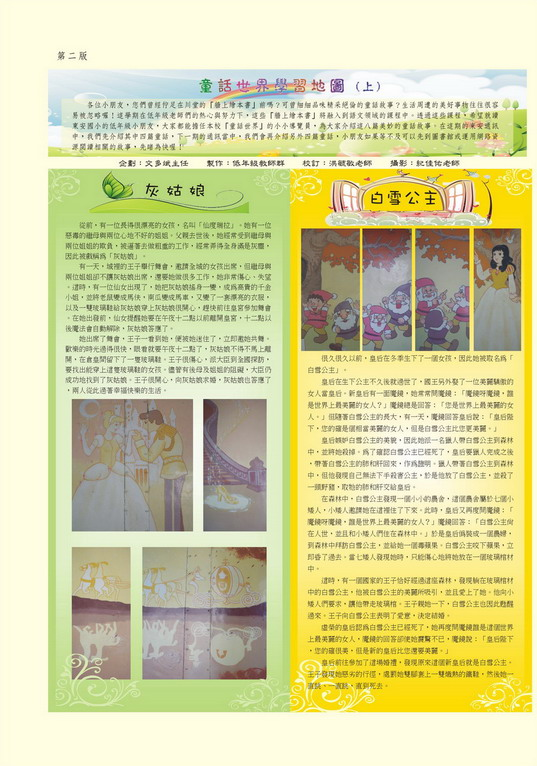 第二版
童話世界學習地圖（上）
各位小朋友，您們曾經佇足在川堂的『牆上繪本書』前嗎？可曾細細品味精采絕倫的童話故事？生活周遭的美好事物往往很容
易被忽略喔！這學期在低年級老師們的熱心與努力下，這些『牆上繪本書』將融入到語文領域的課程中。透過這些課程，希望就讀
東安國小的低年級小朋友，大家都能擔任本校『童話世界』的小小導覽員，為大家介紹這八篇美妙的童話故事。在這期的東安通訊
中，我們先介紹其中四篇童話，下一期的通訊當中，我們會再介紹另外四篇童話，小朋友如果等不及可以先到圖書館或運用網路資
源閱讀相關的故事，先睹為快喔！
企劃：文多斌主任　製作：低年級教師群　校訂：洪毓敬老師　攝影：紀佳佑老師
灰姑娘
從前，有一位長得很漂亮的女孩，名叫「仙度瑞拉」。她有一位
惡毒的繼母與兩位心地不好的姐姐。父親去世後，她經常受到繼母與
兩位姐姐的欺負，被逼著去做粗重的工作，經常弄得全身滿是灰塵，
因此被戲稱為「灰姑娘」。
有一天，城裡的王子舉行舞會，邀請全城的女孩出席，但繼母與
兩位姐姐卻不讓灰姑娘出席，還要她做很多工作，她非常傷心、失望
。這時，有一位仙女出現了，她把灰姑娘搖身一變，成為高貴的千金
小姐，並將老鼠變成馬伕，南瓜變成馬車，又變了一套漂亮的衣服，
以及一雙玻璃鞋給灰姑娘穿上灰姑娘很開心，趕快前往皇宮參加舞會
。在她出發前，仙女提醒她要在午夜十二點以前離開皇宮，十二點以
後魔法會自動解除，灰姑娘答應了。
她出席了舞會，王子一看到她，便被她迷住了，立即邀她共舞。
歡樂的時光過得很快，眼看就要午夜十二點了，灰姑娘不得不馬上離
開，在倉皇間留下了一隻玻璃鞋。王子很傷心，派大臣到全國探訪，
要找出能穿上這隻玻璃鞋的女孩，儘管有後母及姐姐的阻礙，大臣仍
成功地找到了灰姑娘。王子很開心，向灰姑娘求婚，灰姑娘也答應了
，兩人從此過著幸福快樂的生活。
白雪公主
很久很久以前，皇后在冬季生下了一個女孩，因此她被取名為「
白雪公主」。
皇后在生下公主不久後就過世了，國王另外娶了一位美麗驕傲的
女人當皇后。新皇后有一面魔鏡，她常常問魔鏡：「魔鏡呀魔鏡，誰
是世界上最美麗的女人？」魔鏡總是回答：「您是世界上最美麗的女
人。」但隨著白雪公主的長大，有一天，魔鏡回答皇后說：「皇后陛
下，您的確是個相當美麗的女人，但是白雪公主比您更美麗。」
皇后嫉妒白雪公主的美貌，因此她派一名獵人帶白雪公主到森林
中，並將她殺掉。為了確認白雪公主已經死了，皇后要獵人完成之後
，帶著白雪公主的肺和肝回來，作為證明。獵人帶著白雪公主到森林
中，但他發現自己無法下手殺害公主，於是他放了白雪公主，並殺了
一頭野豬，取牠的肺和肝交給皇后。
在森林中，白雪公主發現一個小小的農舍，這個農舍屬於七個小
矮人，小矮人邀請她在這裡住了下來。此時，皇后又再度問魔鏡：「
魔鏡呀魔鏡，誰是世界上最美麗的女人？」魔鏡回答：「白雪公主尚
在人世，並且和小矮人們住在森林中。」於是皇后偽裝成一個農婦，
到森林中拜訪白雪公主，並給她一個毒蘋果，白雪公主咬下蘋果，立
即昏了過去。當七矮人發現她時，只能傷心地將她放在一個玻璃棺材
中。
這時，有一個國家的王子恰好經過這座森林，發現躺在玻璃棺材
中的白雪公主，他被白雪公主的美麗所吸引，並且愛上了她。他向小
矮人們要求，讓他帶走玻璃棺。王子親她一下，白雪公主也因此甦醒
過來。王子向白雪公主表明了愛意，決定結婚。
虛榮的皇后認為白雪公主已經死了，她再度問魔鏡誰是這個世界
上最美麗的女人，魔鏡的回答卻使她震驚不已，魔鏡說：「皇后陛下
，您的確很美，但是新的皇后比您還要美麗。」
皇后前往參加了這場婚禮，發現原來這個新皇后就是白雪公主。
王子發現她惡劣的行徑，處罰她雙腳套上一雙熾熱的鐵鞋，然後她一
直跳，一直跳，直到死去。